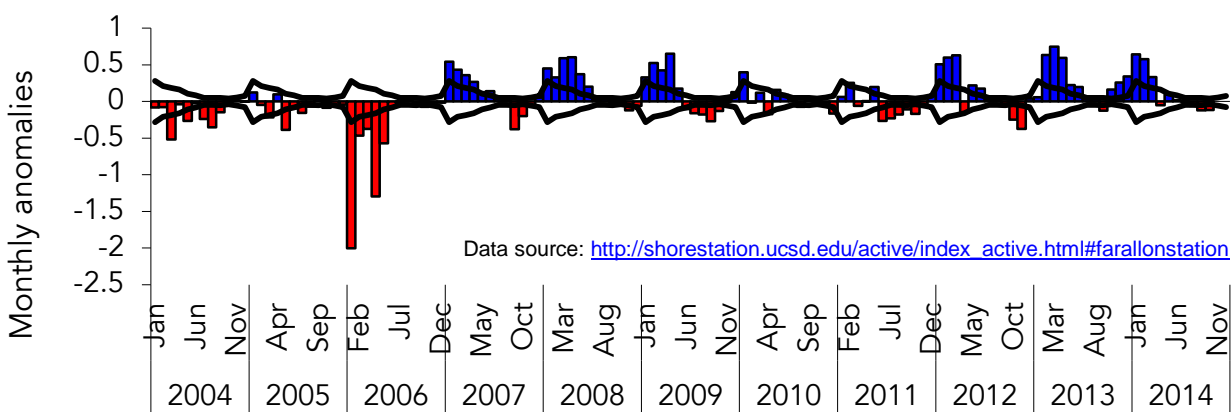 Monthly anomalies
1
0.5
0
-0.5
-1
-1.5
-2
-2.5
Data source: http://shorestation.ucsd.edu/active/index_active.html#farallonstation
Jan Jun Nov Apr Sep Feb Jul Dec May Oct Mar Aug Jan Jun Nov Apr Sep Feb Jul Dec May Oct Mar Aug Jan Jun Nov
2004 2005 2006 2007 2008 2009 2010 2011 2012 2013 2014